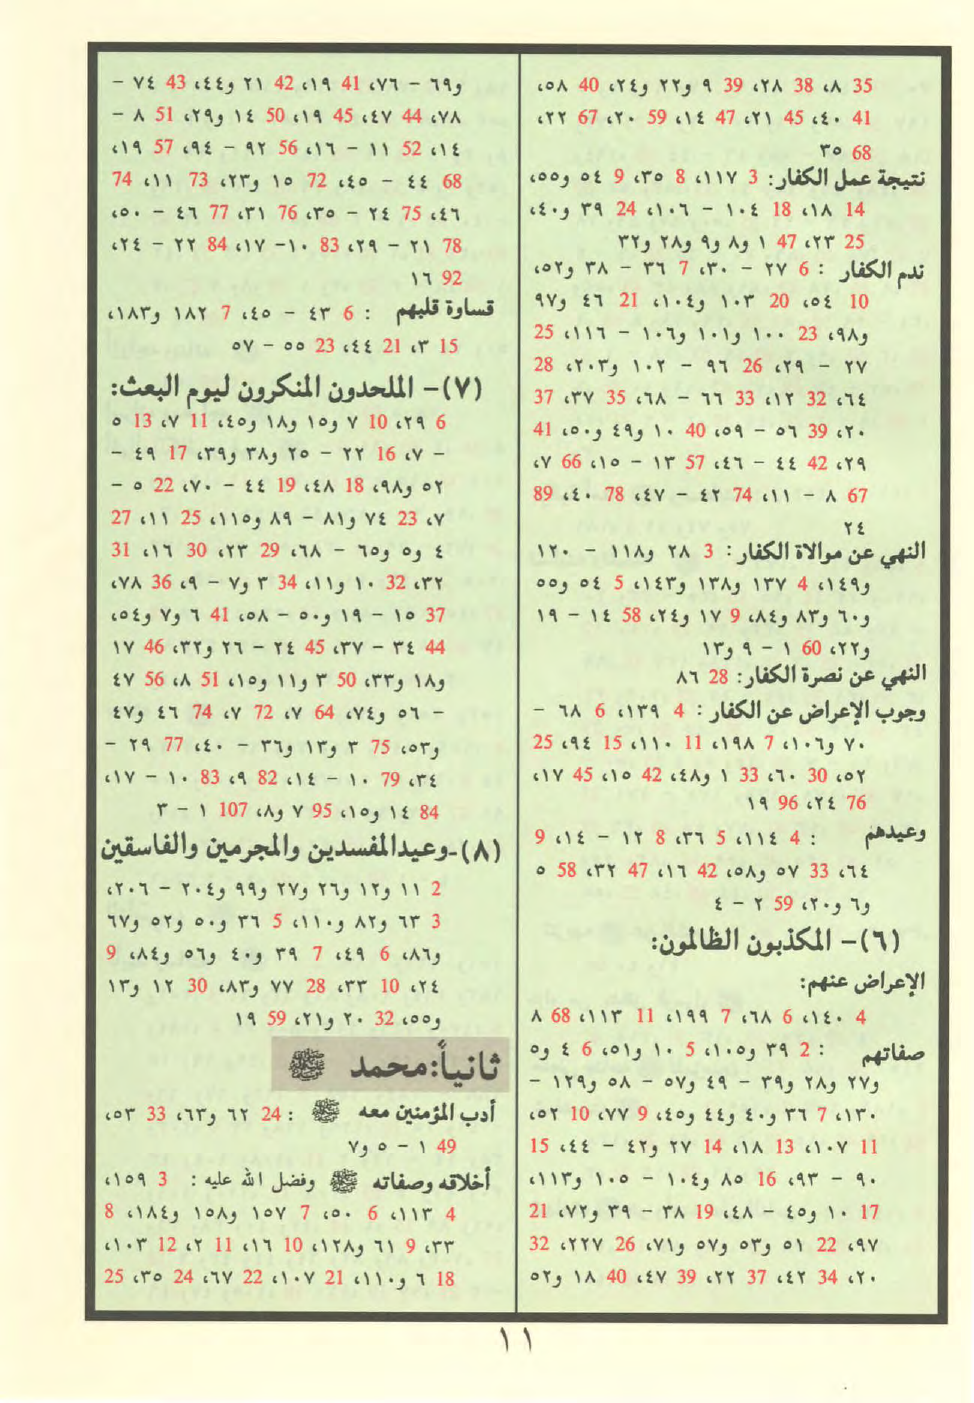 35 ٨، 38 ٢٨، 39 ٩ و٢٢ و٢٤، 40 ٥٨،
41 ٤٠، 45 ٢١، 47 ١٤، 59 ٢٠، 67 ٢٢،
68 ٣٥
نتيجة عمل الكفار: 3 ١١٧، 8 ٣٥، 9 ٥٤ و٥٥،
14 ١٨، 18 ١٠٤ – ١٠٦، 24 ٣٩ و٤٠،
25 ٢٣، 47 ١ و٨ و٩ و٢٨ و٣٢
ندم الكفار : 6 ٢٧ – ٣٠، 7 ٣٦ – ٣٨ و٥٢،
10 ٥٤، 20 ١٠٣ و١٠٤، 21 ٤٦ و٩٧
و٩٨، 23 ١٠٠ و١٠١ و١٠٦ – ١١٦، 25
٢٧ – ٢٩، 26 ٩٦ – ١٠٢ و٢٠٣، 28
٦٤، 32 ١٢، 33 ٦٦ – ٦٨، 35 ٣٧، 37
٢٠، 39 ٥٦ – ٥٩، 40 ١٠ و٤٩ و٥٠، 41
٢٩، 42 ٤٤ – ٤٦، 57 ١٣ – ١٥، 66 ٧،
67 ٨ – ١١، 74 ٤٢ – ٤٧، 78 ٤٠، 89
٢٤
النهي عن موالاة الكفار : 3 ٢٨ و١١٨ – ١٢٠
و١٤٩، 4 ١٣٧ و١٣٨ و١٤٣، 5 ٥٤ و٥٥
و٦٠ و٨٣ و٨٤، 9 ١٧ و٢٤، 58 ١٤ – ١٩
و٢٢، 60 ١ – ٩ و١٣
النهي عن نصرة الكفار: 28 ٨٦
وجوب الإعراض عن الكفار : 4 ١٣٩، 6 ٦٨ –
٧٠ و١٠٦، 7 ١٩٨، 11 ١١٠، 15 ٩٤، 25
٥٢، 30 ٦٠، 33 ١ و٤٨، 42 ١٥، 45 ١٧،
76 ٢٤، 96 ١٩
وعيدهم : 4 ١١٤، 5 ٣٦، 8 ١٢ – ١٤، 9
٦٤، 33 ٥٧ و٥٨، 42 ١٦، 47 ٣٢، 58 ٥
و٦ و٢٠، 59 ٢ – ٤
(٦)– المكذبون الظالمون:
الإعراض عنهم:
4 ١٤٠، 6 ٦٨، 7 ١٩٩، 11 ١١٣، 68 ٨
صفاتهم : 2 ٣٩ و١٠٥، 5 ١٠ و٥١، 6 ٤ و٥
و٢٧ و٢٨ و٣٩ – ٤٩ و٥٧ – ٥٨ و١٢٩ –
١٣٠، 7 ٣٦ و٤٠ و٤٤ و٤٥، 9 ٧٧، 10 ٥٢،
11 ١٠٧، 13 ١٨، 14 ٢٧ و٤٢ – ٤٤، 15
٩٠ – ٩٣، 16 ٨٥ و١٠٤ – ١٠٥ و١١٣،
17 ١٠ و٤٥ – ٤٨، 19 ٣٨ – ٣٩ و٧٢، 21
٩٧، 22 ٥١ و٥٣ و٥٧ و٧١، 26 ٢٢٧، 32
٢٠، 34 ٤٢، 37 ٢٢، 39 ٤٧، 40 ١٨ و٥٢
و٦٩ – ٧٦، 41 ١٩، 42 ٢١ و٤٤، 43 ٧٤ –
٧٨، 44 ٤٧، 45 ١٩، 50 ١٤ و٢٩، 51 ٨ –
١٤، 52 ١١ – ١٦، 56 ٩٢ – ٩٤، 57 ١٩،
68 ٤٤ – ٤٥، 72 ١٥ و٢٣، 73 ١١، 74
٤٦، 75 ٢٤ – ٣٥، 76 ٣١، 77 ٤٦ – ٥٠،
78 ٢١ – ٢٩، 83 ١٠– ١٧، 84 ٢٢ – ٢٤،
92 ١٦
قساوة قلبهم : 6 ٤٣ – ٤٥، 7 ١٨٢ و١٨٣،
15 ٣، 21 ٤٤، 23 ٥٥ – ٥٧
(٧)– الملحدون المنكرون ليوم البعث:
6 ٢٩، 10 ٧ و١٥ و١٨ و٤٥، 11 ٧، 13 ٥
– ٧، 16 ٢٢ – ٢٥ و٣٨ و٣٩، 17 ٤٩ –
٥٢ و٩٨، 18 ٤٨، 19 ٤٤ – ٧٠، 22 ٥ –
٧، 23 ٧٤ و٨١ – ٨٩ و١١٥، 25 ١١، 27
٤ و٥ و٦٥ – ٦٨، 29 ٢٣، 30 ١٦، 31
٣٢، 32 ١٠ و١١، 34 ٣ و٧ – ٩، 36 ٧٨،
37 ١٥ – ١٩ و٥٠ – ٥٨، 41 ٦ و٧ و٥٤،
44 ٣٤ – ٣٧، 45 ٢٤ – ٢٦ و٣٢، 46 ١٧
و١٨ و٣٣، 50 ٣ و١١ و١٥، 51 ٨، 56 ٤٧
– ٥٦ و٧٤، 64 ٧، 72 ٧، 74 ٤٦ و٤٧
و٥٣، 75 ٣ و١٣ و٣٦ – ٤٠، 77 ٢٩ –
٣٤، 79 ١٠ – ١٤، 82 ٩، 83 ١٠ – ١٧،
84 ١٤ و١٥، 95 ٧ و٨، 107 ١ – ٣
(٨)-وعيدالمفسدين والمجرمين والفاسقين
2 ١١ و١٢ و٢٦ و٢٧ و٩٩ و٢٠٤ – ٢٠٦،
3 ٦٣ و٨٢ و١١٠، 5 ٣٦ و٥٠ و٥٢ و٦٧
و٨٦، 6 ٤٩، 7 ٣٩ و٤٠ و٥٦ و٨٤، 9
٢٤، 10 ٣٣، 28 ٧٧ و٨٣، 30 ١٢ و١٣
و٥٥، 32 ٢٠ و٢١، 59 ١٩
ثانياً:محمد ﷺ
أدب المؤمنين معه ﷺ : 24 ٦٢ و٦٣، 33 ٥٣،
49 ١ – ٥ و٧
أخلاقه وصفاته ﷺ وفضل الله عليه : 3 ١٥٩،
4 ١١٣، 6 ٥٠، 7 ١٥٧ و١٥٨ و١٨٤، 8
٣٣، 9 ٦١ و١٢٨، 10 ١٦، 11 ٢، 12 ١٠٣،
18 ٦ و١١٠، 21 ١٠٧، 22 ٦٧، 24 ٣٥، 25
١١